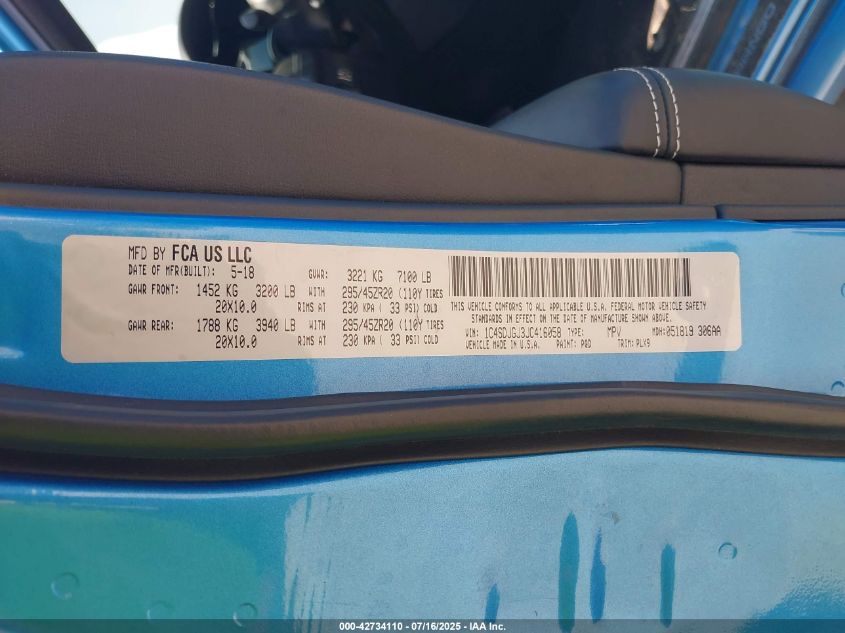 MFD BY FCA US LLC
DATE OF MFR(BUILT): 5-18 GVWR: 3221 KG 7100 LB
GAWR FRONT: 1452 KG 3200 LB WITH 295/45ZR20 (110Y TIRES
20X10.0 RIMS AT 230 KPA ( 33 PSI) COLD
GAWR REAR: 1788 KG 3940 LB WITH 295/45ZR20 (110Y TIRES
20X10.0 RIMS AT 230 KPA ( 33 PSI) COLD
THIS VEHICLE CONFORMS TO ALL APPLICABLE U.S.A. FEDERAL MOTOR VEHICLE SAFETY
STANDARDS IN EFFECT ON THE DATE OF MANUFACTURE SHOWN ABOVE.
VIN: 1C4SDJGJ3JC416058 TYPE: MPV MDH:051819 306AA
VEHICLE MADE IN U.S.A. PAINT: PBD TRIM: PLX9
000-42734110 - 07/16/2025 - IAA Inc.